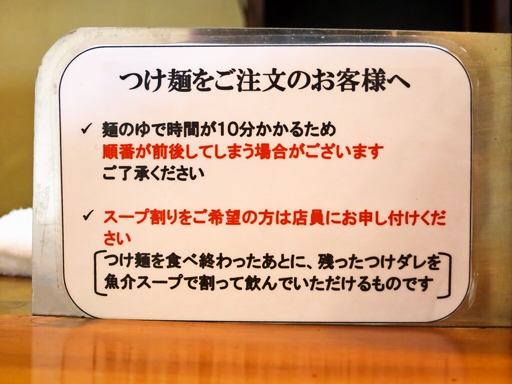 つけ麺をご注文のお客様へ
✓ 麺のゆで時間が10分かかるため
順番が前後してしまう場合がございます
ご了承ください
✓ スープ割りをご希望の方は店員にお申し付けくだ
さい
[つけ麺を食べ終わったあとに、残ったつけダレを
魚介スープで割って飲んでいただけるものです]